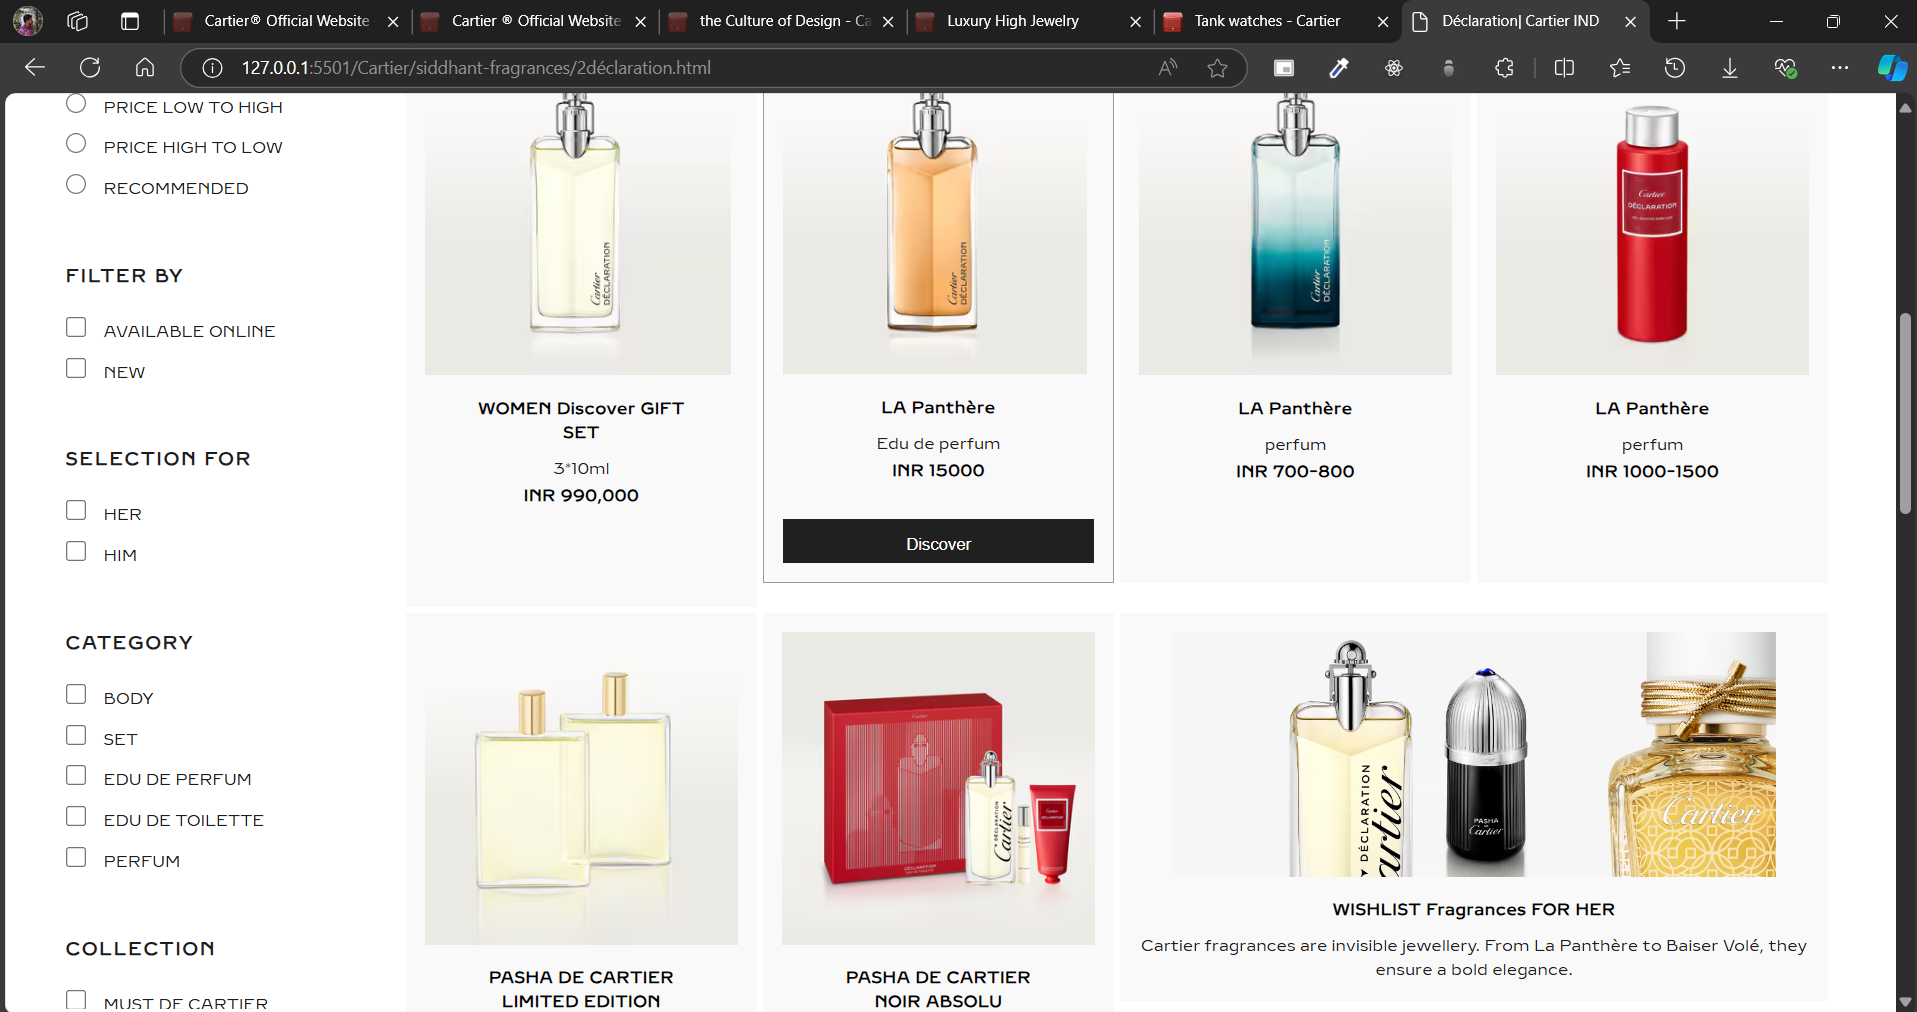 Cartier® Official Website
Cartier ® Official Website
the Culture of Design - Ca
Luxury High Jewelry
Tank watches - Cartier
Déclaration| Cartier IND
127.0.0.1:5501/Cartier/siddhant-fragrances/2déclaration.html
PRICE LOW TO HIGH
PRICE HIGH TO LOW
RECOMMENDED
FILTER BY
AVAILABLE ONLINE
NEW
SELECTION FOR
HER
HIM
CATEGORY
BODY
SET
EDU DE PERFUM
EDU DE TOILETTE
PERFUM
COLLECTION
MUST DE CARTIER
Cartier
DÉCLARATION
WOMEN Discover GIFT
SET
3*10ml
INR 990,000
Cartier
DÉCLARATION
LA Panthère
Edu de perfum
INR 15000
Discover
Cartier
DÉCLARATION
LA Panthère
perfum
INR 700-800
Cartier
DÉCLARATION
LA Panthère
perfum
INR 1000-1500
PASHA DE CARTIER
LIMITED EDITION
DÉCLARATION
Cartier
PASHA DE CARTIER
NOIR ABSOLU
DÉCLARATION
Cartier
PASHA
DE
Cartier
Cartier
WISHLIST Fragrances FOR HER
Cartier fragrances are invisible jewellery. From La Panthère to Baiser Volé, they
ensure a bold elegance.